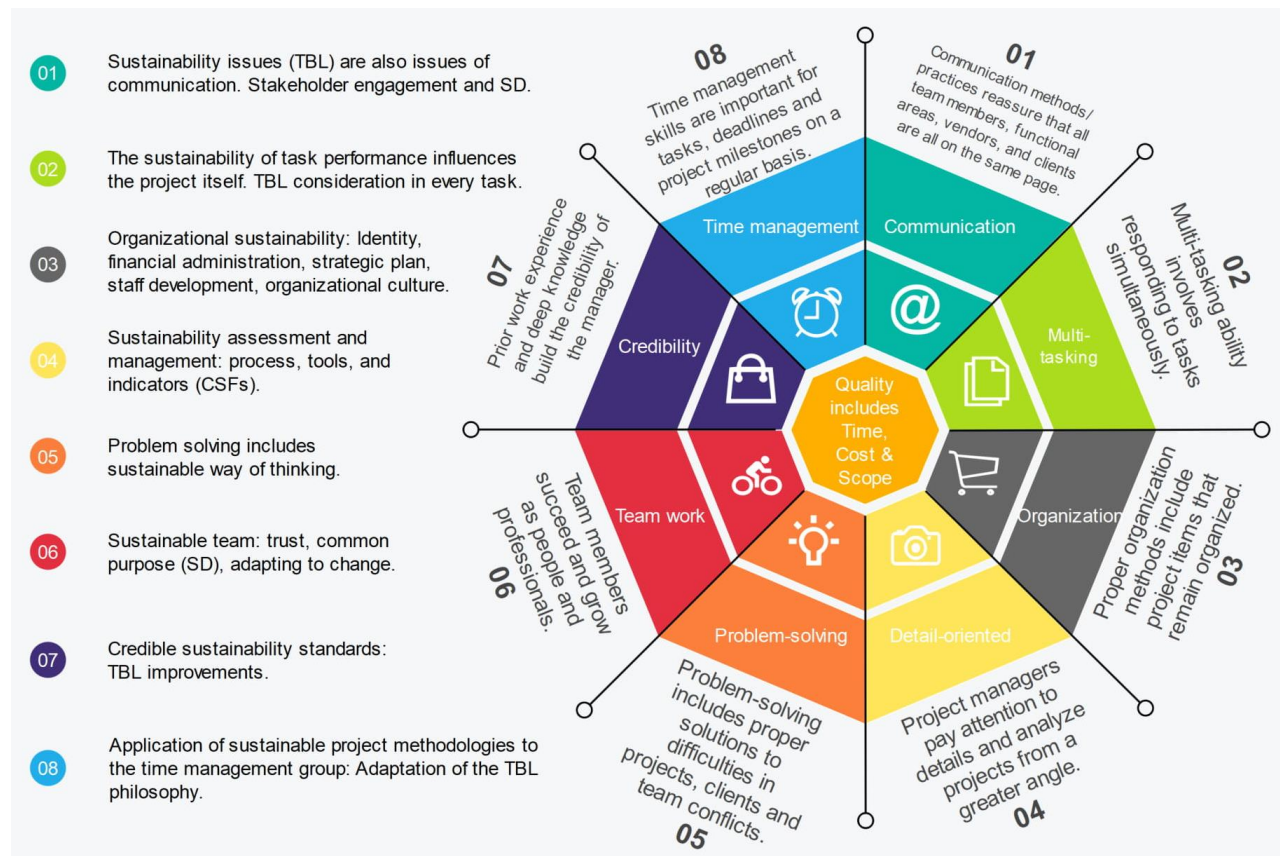 01
Sustainability issues (TBL) are also issues of
communication. Stakeholder engagement and SD.
02
The sustainability of task performance influences
the project itself. TBL consideration in every task.
03
Organizational sustainability: Identity,
financial administration, strategic plan,
staff development, organizational culture.
04
Sustainability assessment and
management: process, tools, and
indicators (CSFs).
05
Problem solving includes
sustainable way of thinking.
06
Sustainable team: trust, common
purpose (SD), adapting to change.
07
Credible sustainability standards:
TBL improvements.
08
Application of sustainable project methodologies to
the time management group: Adaptation of the TBL
philosophy.
01
Communication methods/
practices reassure that all
team members, functional
areas, vendors, and clients
are all on the same page.
02
Multi-tasking ability
involves
responding to tasks
simultaneously.
03
Proper organization
methods include
project items that
remain organized.
04
Project managers
pay attention to
details and analyze
projects from a
greater angle.
05
Problem-solving
includes proper
solutions to
difficulties in
projects, clients and
team conflicts.
06
Team members
succeed and grow
as people and
professionals.
07
Prior work experience
and deep knowledge
build the credibility of
the manager.
08
Time management
skills are important for
tasks, deadlines and
project milestones on a
regular basis.
Time management
Communication
Multi-
tasking
Organization
Detail-oriented
Problem-solving
Team work
Credibility
@
Quality
includes
Time,
Cost &
Scope